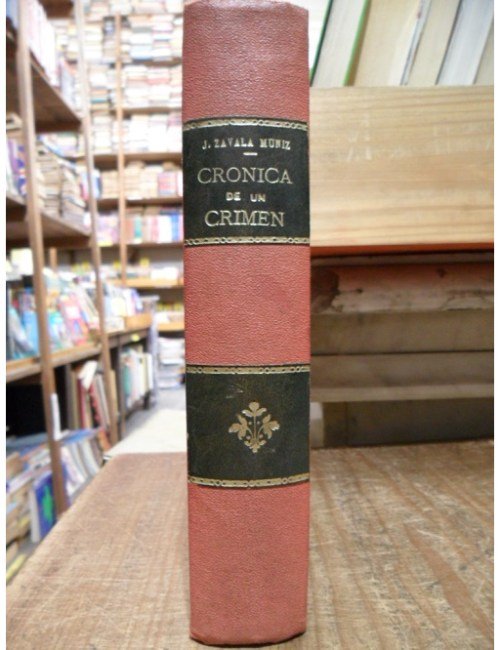 J. ZAVALA MUNIZ
CRONICA
DE UN
CRIMEN